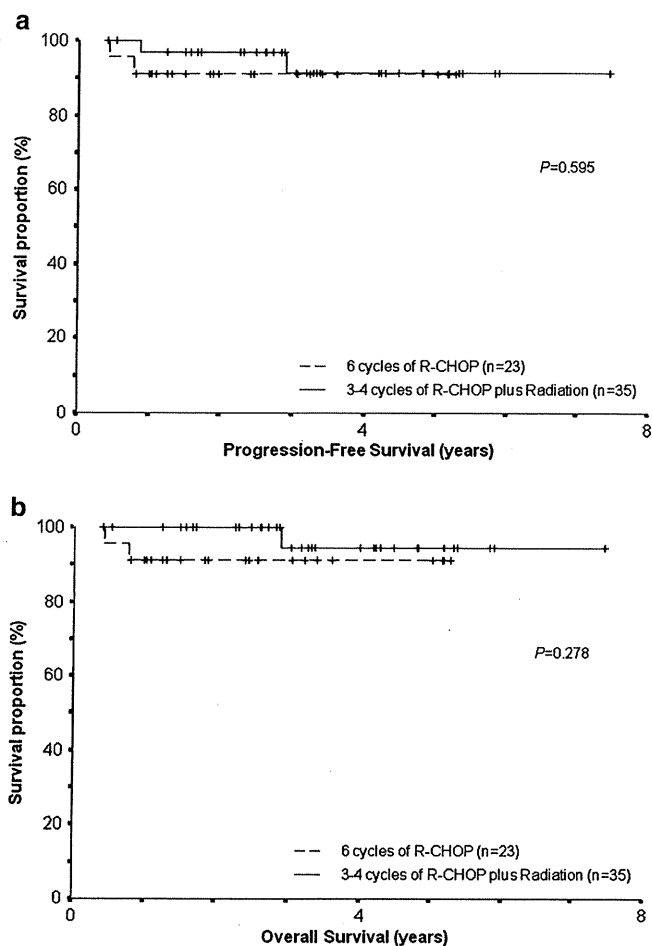 a
100
80
60
40
20
0
Survival proportion (%)
P=0.595
6 cycles of R-CHOP (n=23)
3-4 cycles of R-CHOP plus Radiation (n=35)
0 4 8
Progression-Free Survival (years)
b
100
80
60
40
20
0
Survival proportion (%)
P=0.278
6 cycles of R-CHOP (n=23)
3-4 cycles of R-CHOP plus Radiation (n=35)
0 4 8
Overall Survival (years)